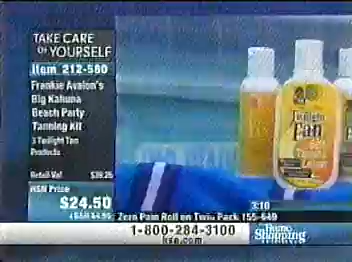 TAKE CARE
OF YOURSELF
Item 212-560
Frankie Avalon's
Big Kahuna
Beach Party
Tanning Kit
3 Twilight Tan
Products
Retail Val $39.25
HSN Price
$24.50
Twilight
Tan
3:10
Zero Pain Roll on Twin Pack 155-649
1-800-284-3100
hsn.com
Home
Shopping